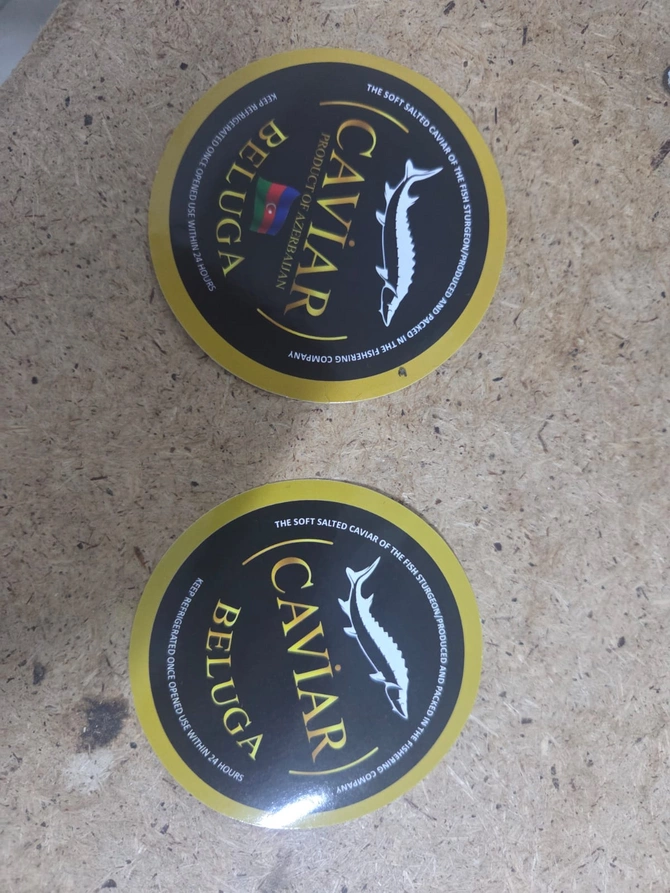 THE SOFT SALTED CAVIAR OF THE FISH STURGEON/PRODUCED AND PACKED IN THE FISHERING COMPANY
CAViAR
PRODUCT OF AZERBAIJAN
BELUGA
KEEP REFRIGERATED ONCE OPENED USE WITHIN 24 HOURS
THE SOFT SALTED CAVIAR OF THE FISH STURGEON/PRODUCED AND PACKED IN THE FISHERING COMPANY
CAViAR
BELUGA
KEEP REFRIGERATED ONCE OPENED USE WITHIN 24 HOURS